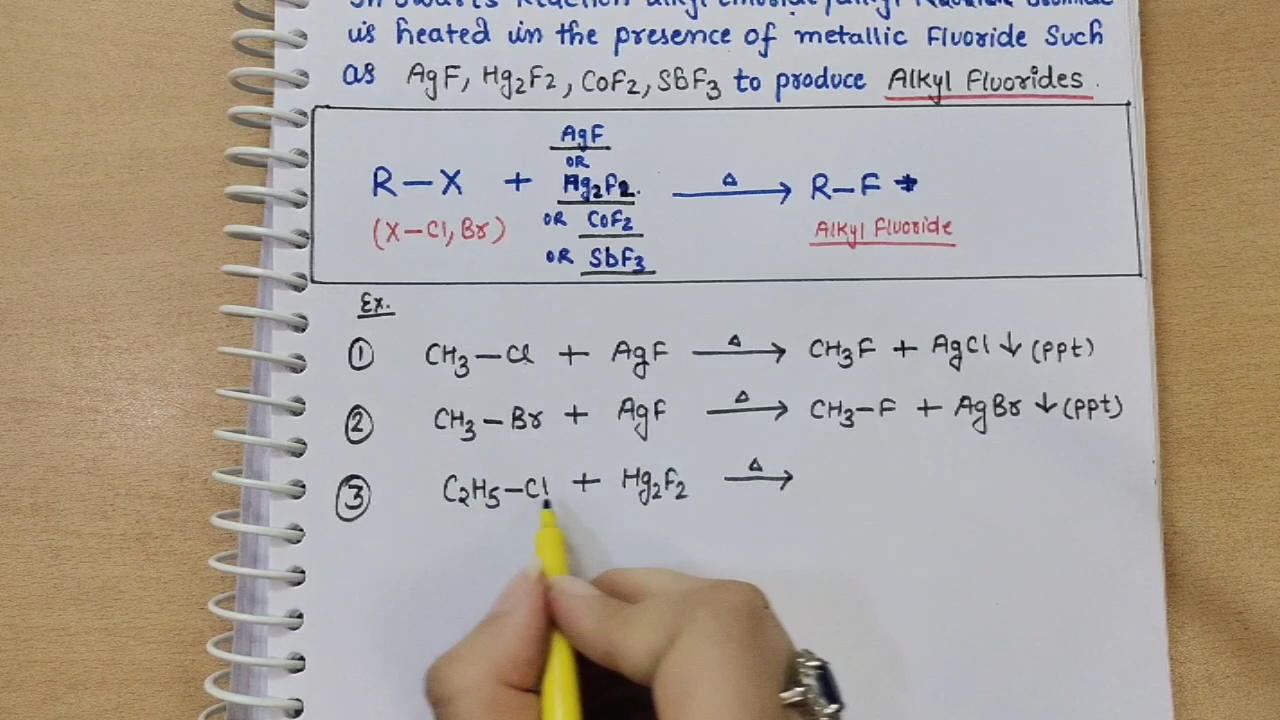 is heated in the presence of metallic Fluoride Such
as AgF, Hg2F2, CoF2, SbF3 to produce Alkyl Fluorides.
AgF
OR
R—X + Hg2F2. Δ→ R—F +
(X—Cl, Br) OR CoF2 Alkyl Fluoride
OR SbF3
Ex.
① CH3—Cl + AgF Δ→ CH3F + AgCl ↓ (ppt)
② CH3—Br + AgF Δ→ CH3—F + AgBr ↓ (ppt)
③ C2H5—Cl + Hg2F2 Δ→